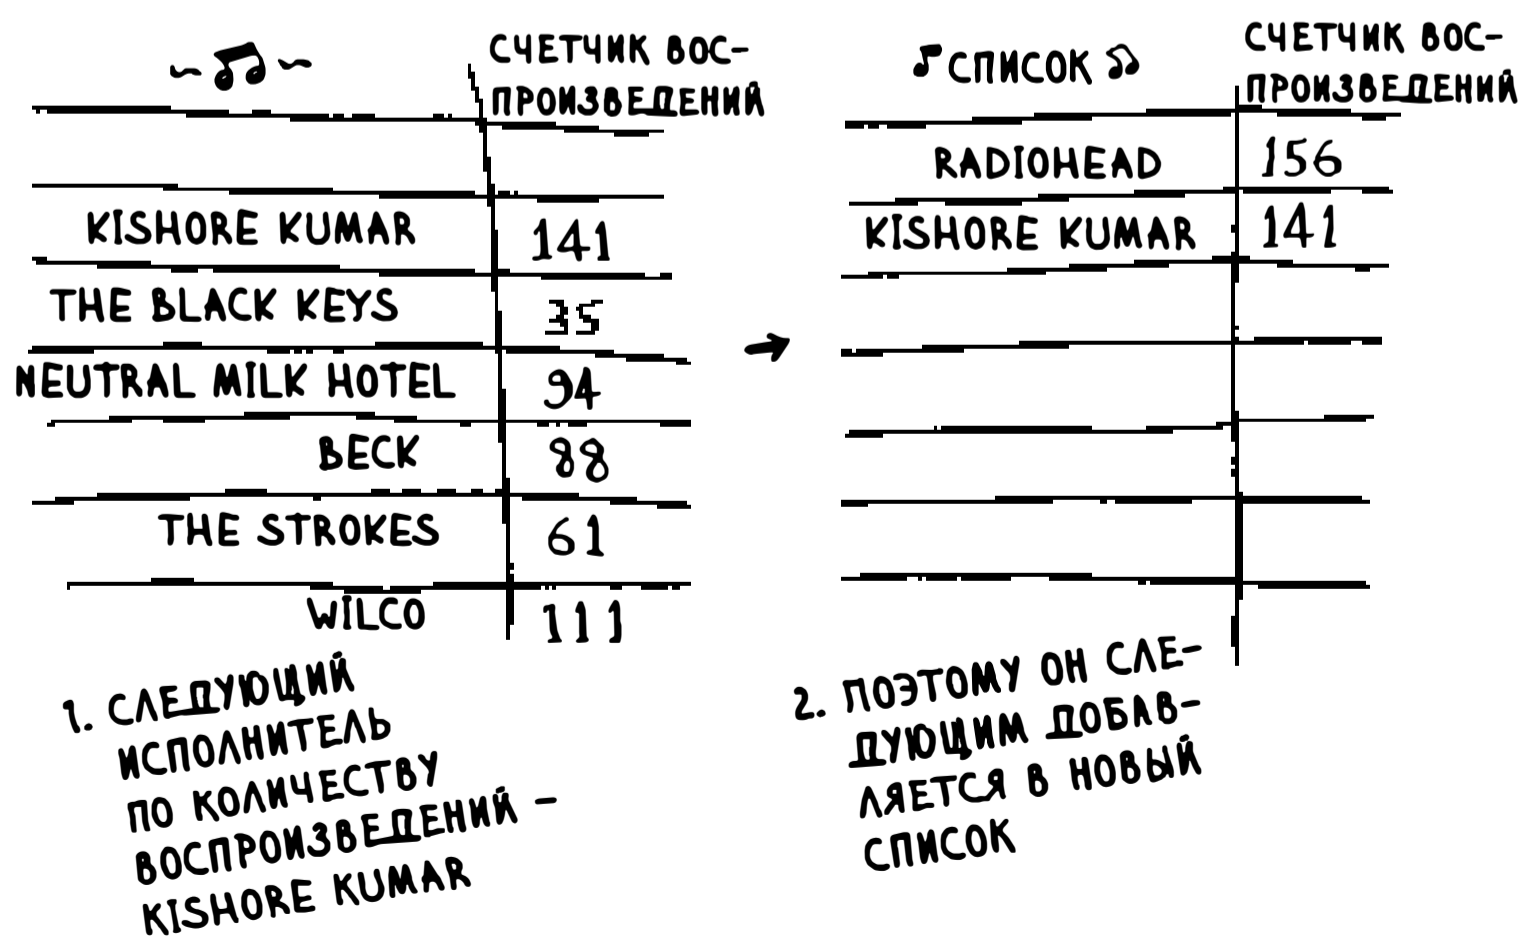 СЧЕТЧИК ВОС-
ПРОИЗВЕДЕНИЙ
KISHORE KUMAR 141
THE BLACK KEYS 35
NEUTRAL MILK HOTEL 94
BECK 88
THE STROKES 61
WILCO 111
1. СЛЕДУЮЩИЙ
ИСПОЛНИТЕЛЬ
ПО КОЛИЧЕСТВУ
ВОСПРОИЗВЕДЕНИЙ –
KISHORE KUMAR
СПИСОК
СЧЕТЧИК ВОС-
ПРОИЗВЕДЕНИЙ
RADIOHEAD 156
KISHORE KUMAR 141
2. ПОЭТОМУ ОН СЛЕ-
ДУЮЩИМ ДОБАВ-
ЛЯЕТСЯ В НОВЫЙ
СПИСОК